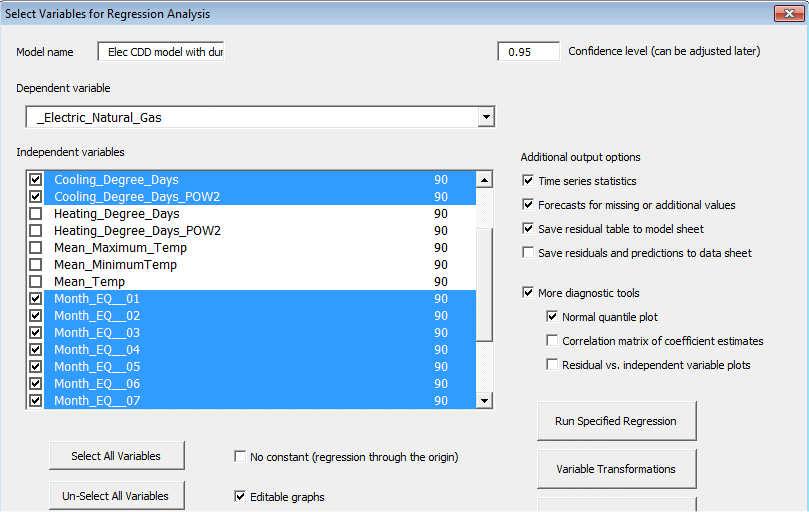 Select Variables for Regression Analysis
Model name
Elec CDD model with dur
0.95
Confidence level (can be adjusted later)
Dependent variable
_Electric_Natural_Gas
Independent variables
Cooling_Degree_Days 90
Cooling_Degree_Days_POW2 90
Heating_Degree_Days 90
Heating_Degree_Days_POW2 90
Mean_Maximum_Temp 90
Mean_MinimumTemp 90
Mean_Temp 90
Month_EQ__01 90
Month_EQ__02 90
Month_EQ__03 90
Month_EQ__04 90
Month_EQ__05 90
Month_EQ__06 90
Month_EQ__07 90
Additional output options
Time series statistics
Forecasts for missing or additional values
Save residual table to model sheet
Save residuals and predictions to data sheet
More diagnostic tools
Normal quantile plot
Correlation matrix of coefficient estimates
Residual vs. independent variable plots
Run Specified Regression
Select All Variables
No constant (regression through the origin)
Variable Transformations
Un-Select All Variables
Editable graphs